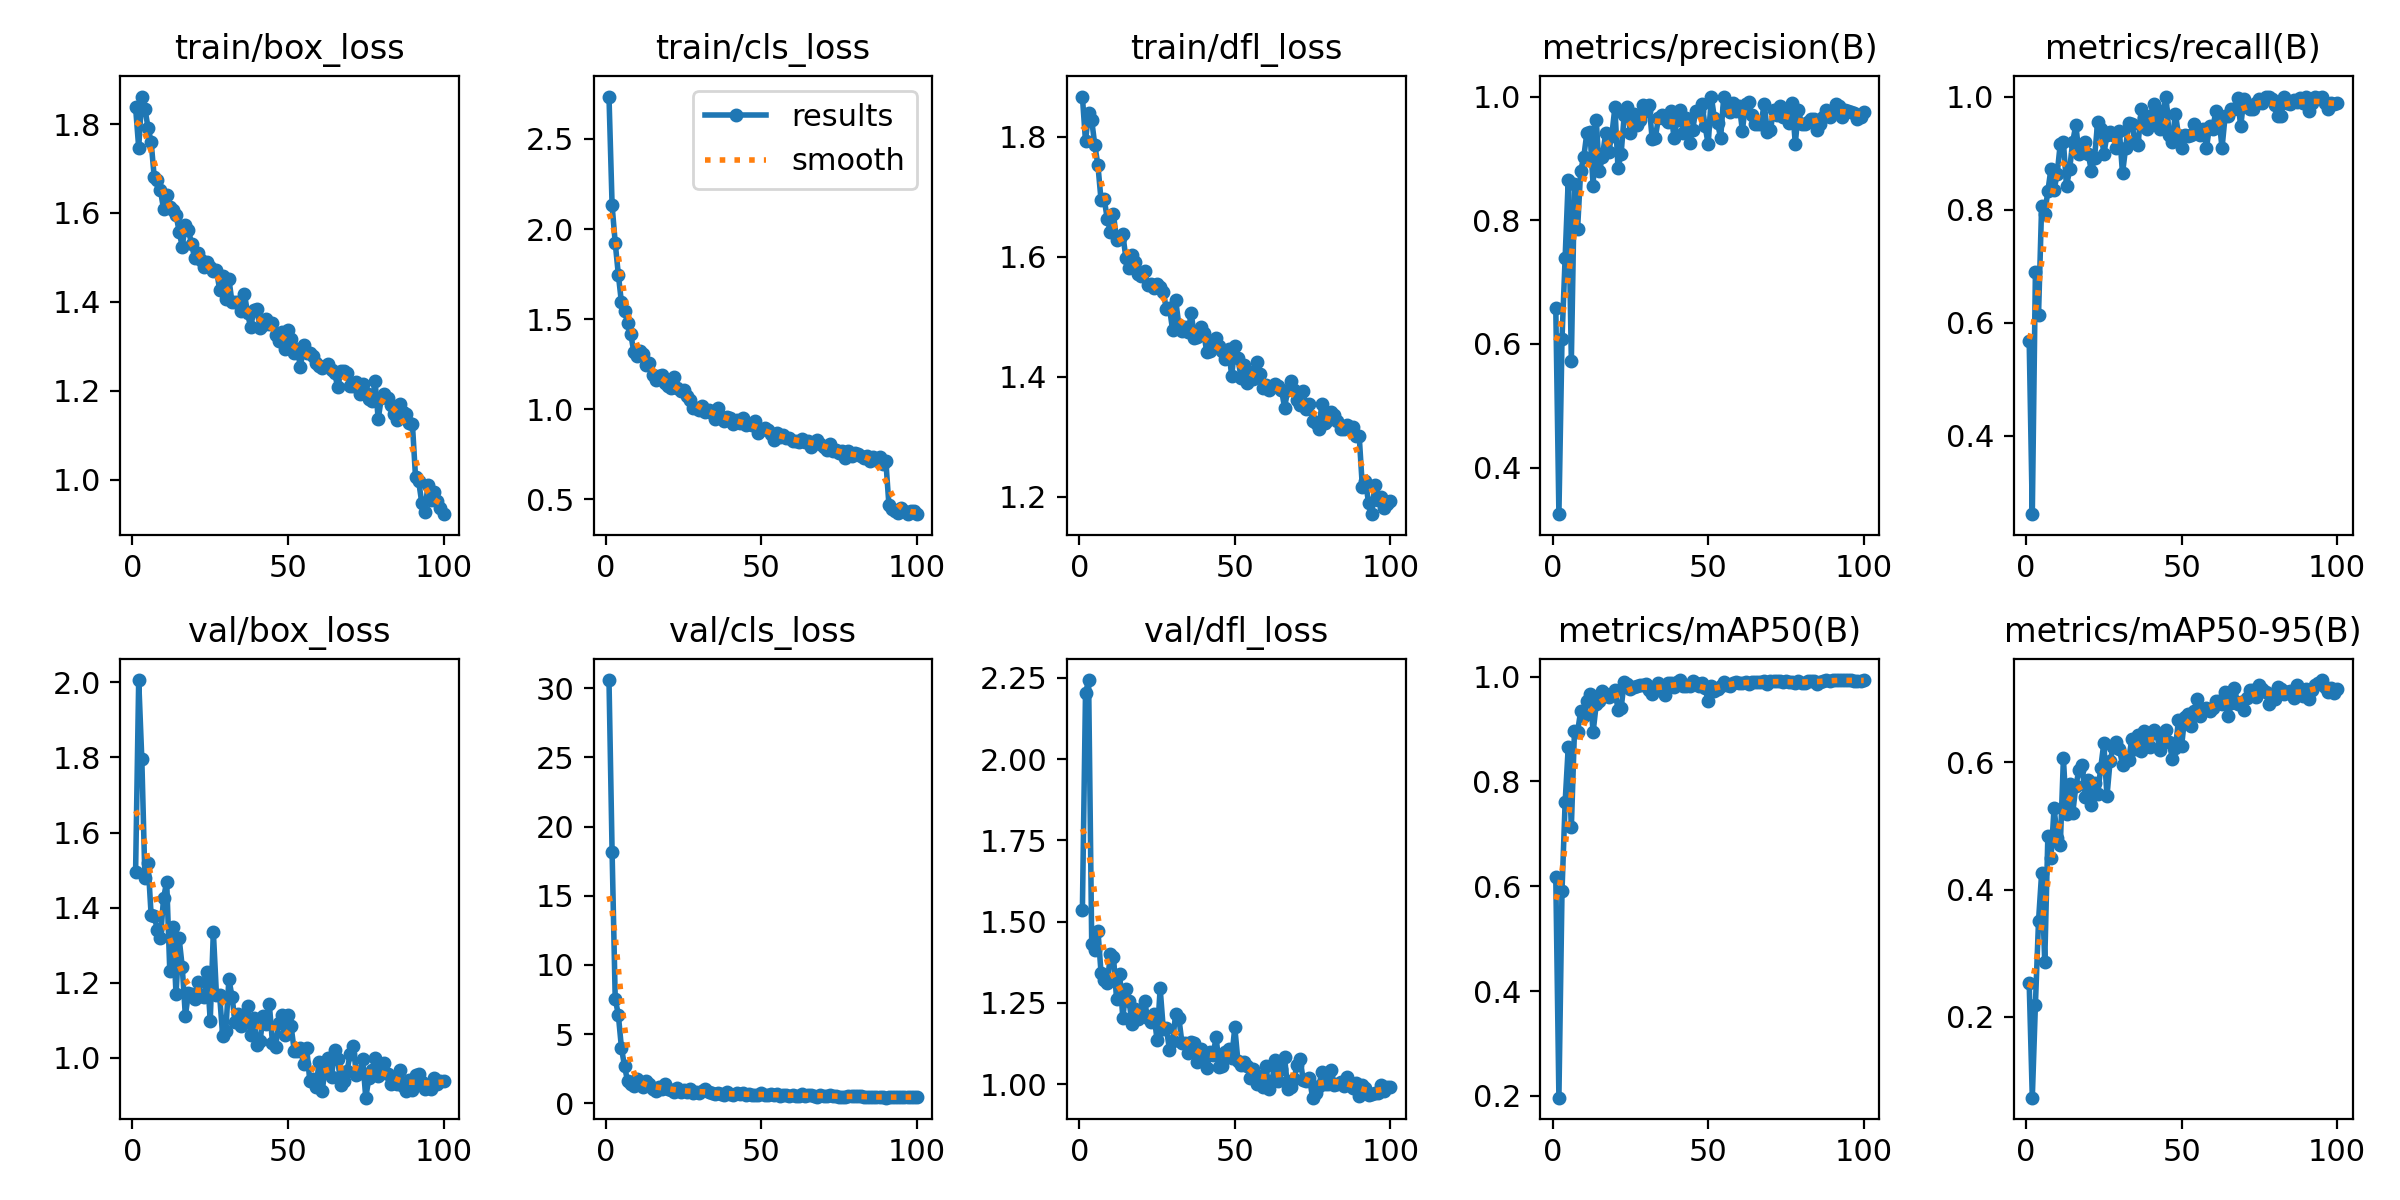 train/box_loss
1.8
1.6
1.4
1.2
1.0
0 50 100
train/cls_loss
results
smooth
2.5
2.0
1.5
1.0
0.5
0 50 100
train/dfl_loss
1.8
1.6
1.4
1.2
0 50 100
metrics/precision(B)
1.0
0.8
0.6
0.4
0 50 100
metrics/recall(B)
1.0
0.8
0.6
0.4
0 50 100
val/box_loss
2.0
1.8
1.6
1.4
1.2
1.0
0 50 100
val/cls_loss
30
25
20
15
10
5
0
0 50 100
val/dfl_loss
2.25
2.00
1.75
1.50
1.25
1.00
0 50 100
metrics/mAP50(B)
1.0
0.8
0.6
0.4
0.2
0 50 100
metrics/mAP50-95(B)
0.6
0.4
0.2
0 50 100